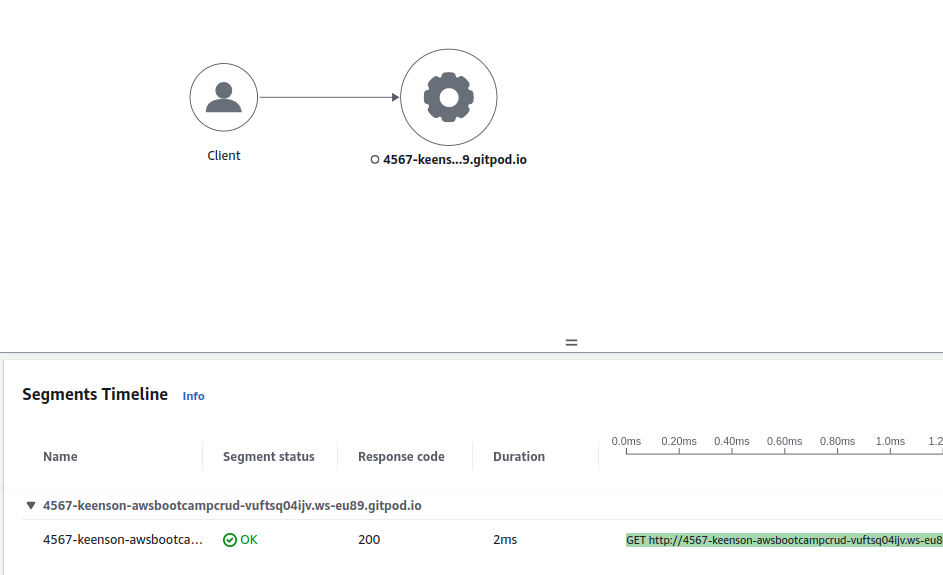 Client
4567-keens...9.gitpod.io
Segments Timeline Info
0.0ms 0.20ms 0.40ms 0.60ms 0.80ms 1.0ms 1.2
Name Segment status Response code Duration
4567-keenson-awsbootcampcrud-vuftsq04ijv.ws-eu89.gitpod.io
4567-keenson-awsbootca... OK 200 2ms GET http://4567-keenson-awsbootcampcrud-vuftsq04ijv.ws-eu8